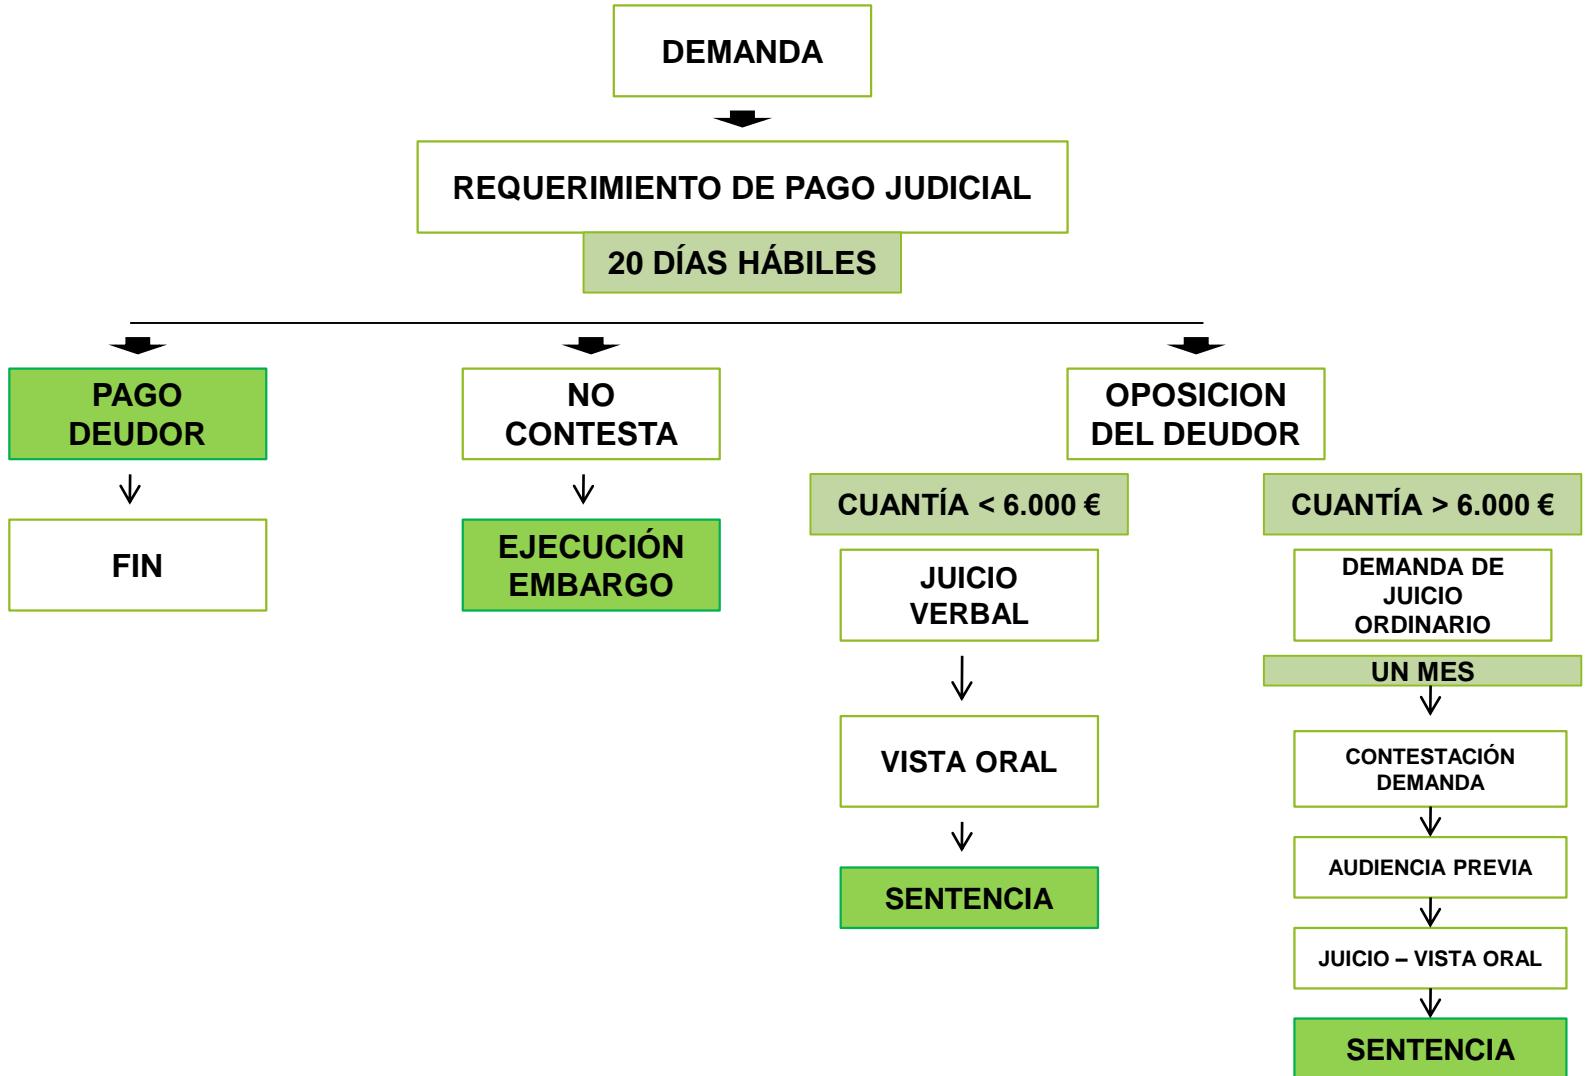 DEMANDA
REQUERIMIENTO DE PAGO JUDICIAL
20 DÍAS HÁBILES
PAGO
DEUDOR
FIN
NO
CONTESTA
EJECUCIÓN
EMBARGO
OPOSICION
DEL DEUDOR
CUANTÍA < 6.000 €
JUICIO
VERBAL
VISTA ORAL
SENTENCIA
CUANTÍA > 6.000 €
DEMANDA DE
JUICIO
ORDINARIO
UN MES
CONTESTACIÓN
DEMANDA
AUDIENCIA PREVIA
JUICIO – VISTA ORAL
SENTENCIA